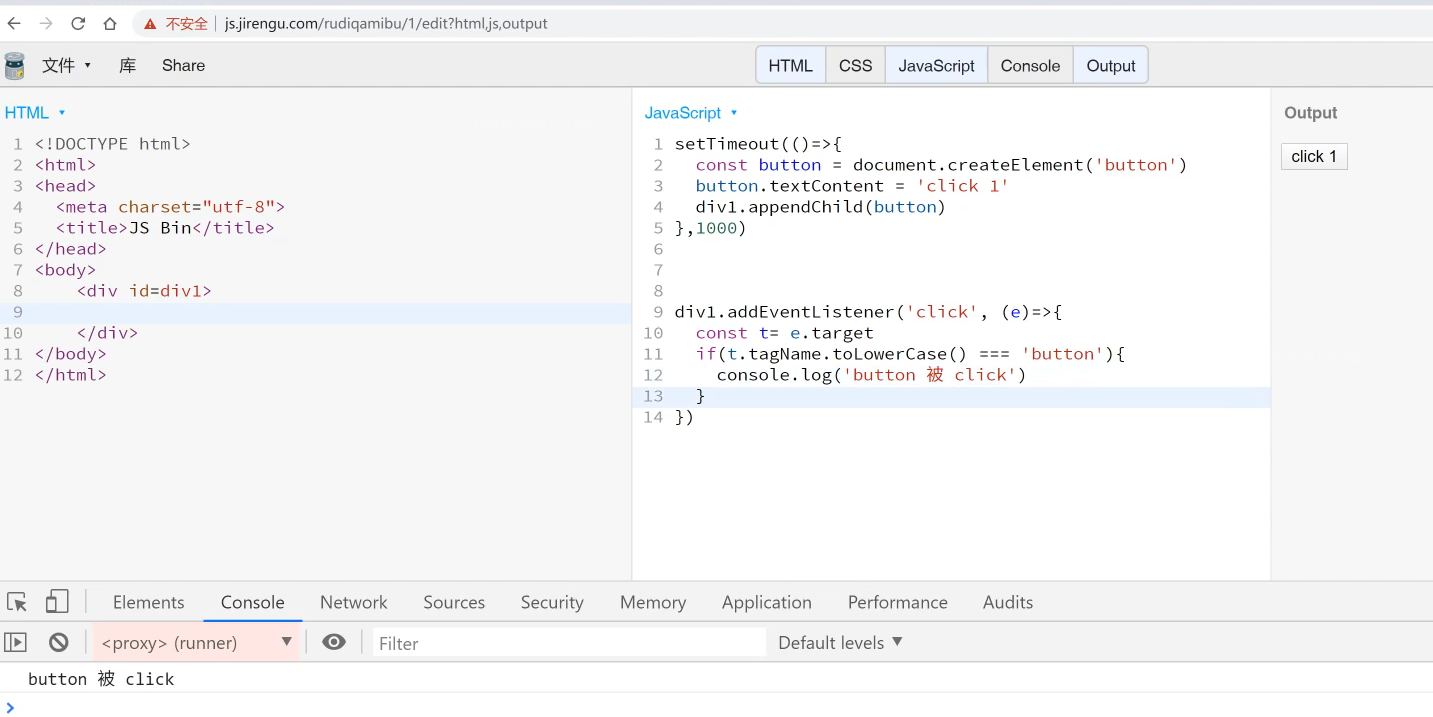 不安全 js.jirengu.com/rudiqamibu/1/edit?html,js,output
文件 库 Share HTML CSS JavaScript Console Output
HTML
1 <!DOCTYPE html>
2 <html>
3 <head>
4   <meta charset="utf-8">
5   <title>JS Bin</title>
6 </head>
7 <body>
8     <div id=div1>
9
10     </div>
11 </body>
12 </html>
JavaScript
1 setTimeout(()=>{
2   const button = document.createElement('button')
3   button.textContent = 'click 1'
4   div1.appendChild(button)
5 },1000)
6
7
8
9 div1.addEventListener('click', (e)=>{
10   const t= e.target
11   if(t.tagName.toLowerCase() === 'button'){
12     console.log('button 被 click')
13   }
14 })
Output
click 1
Elements Console Network Sources Security Memory Application Performance Audits
<proxy> (runner) Filter Default levels
button 被 click